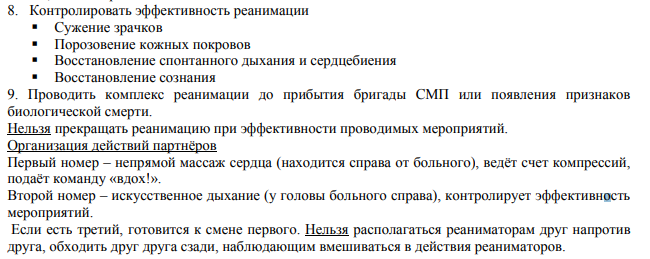 8. Контролировать эффективность реанимации
▪ Сужение зрачков
▪ Порозовение кожных покровов
▪ Восстановление спонтанного дыхания и сердцебиения
▪ Восстановление сознания
9. Проводить комплекс реанимации до прибытия бригады СМП или появления признаков
биологической смерти.
Нельзя прекращать реанимацию при эффективности проводимых мероприятий.
Организация действий партнёров
Первый номер – непрямой массаж сердца (находится справа от больного), ведёт счет компрессий,
подаёт команду «вдох!».
Второй номер – искусственное дыхание (у головы больного справа), контролирует эффективность
мероприятий.
Если есть третий, готовится к смене первого. Нельзя располагаться реаниматорам друг напротив
друга, обходить друг друга сзади, наблюдающим вмешиваться в действия реаниматоров.